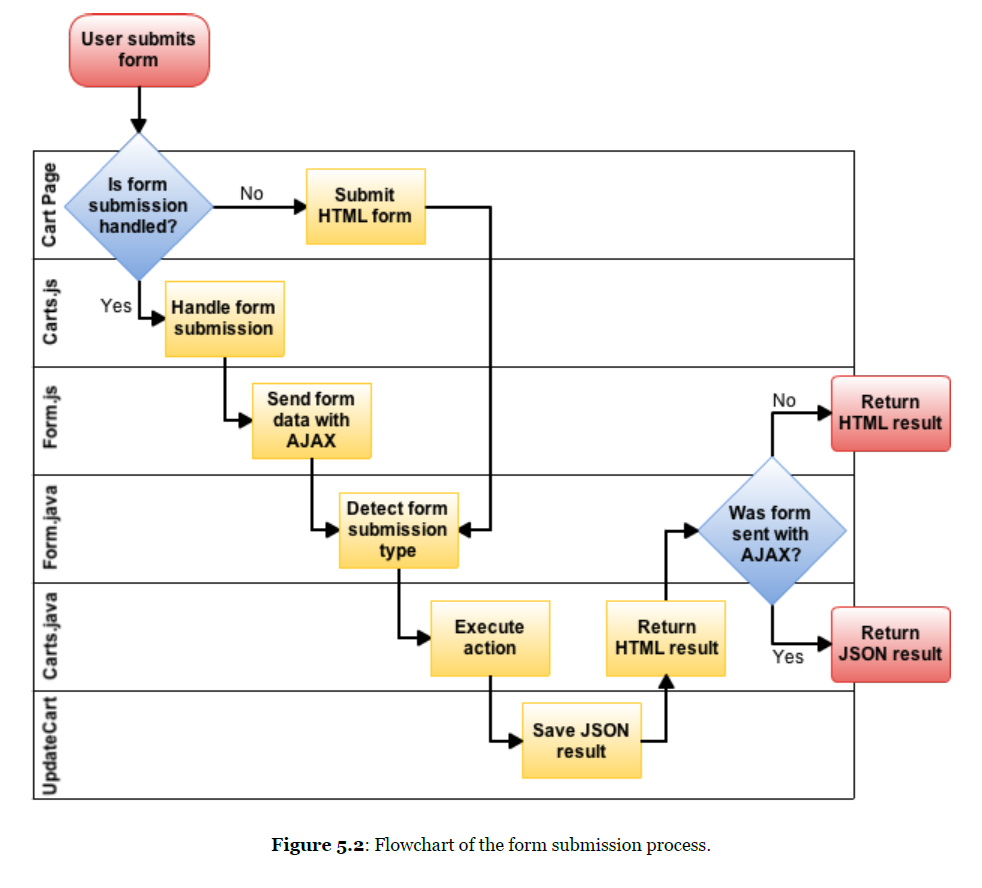 User submits
form
Cart Page
Is form
submission
handled?
No
Submit
HTML form
Carts.js
Yes
Handle form
submission
Form.js
Send form
data with
AJAX
No
Return
HTML result
Form.java
Detect form
submission
type
Was form
sent with
AJAX?
Carts.java
Execute
action
Return
HTML result
Yes
Return
JSON result
UpdateCart
Save JSON
result
Figure 5.2: Flowchart of the form submission process.